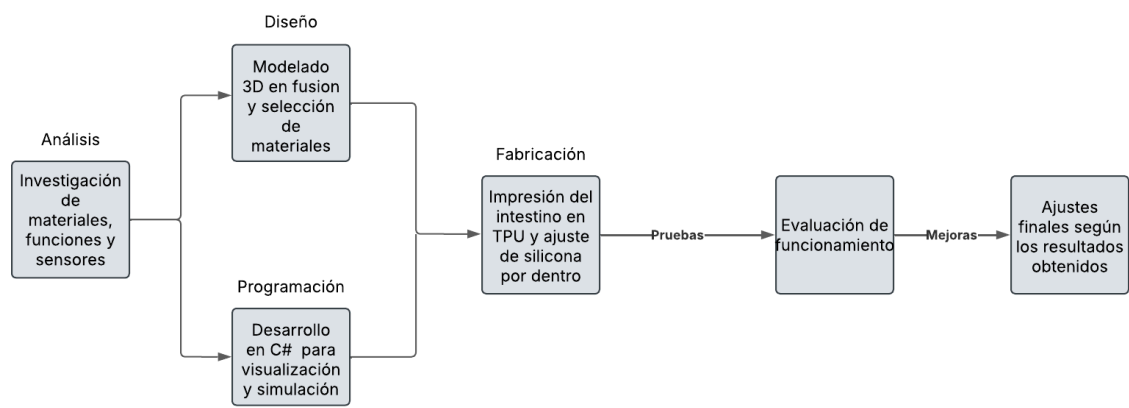 Análisis
Investigación
de
materiales,
funciones y
sensores
Diseño
Modelado
3D en fusion
y selección
de
materiales
Programación
Desarrollo
en C# para
visualización
y simulación
Fabricación
Impresión del
intestino en
TPU y ajuste
de silicona
por dentro
Pruebas
Evaluación de
funcionamiento
Mejoras
Ajustes
finales según
los resultados
obtenidos